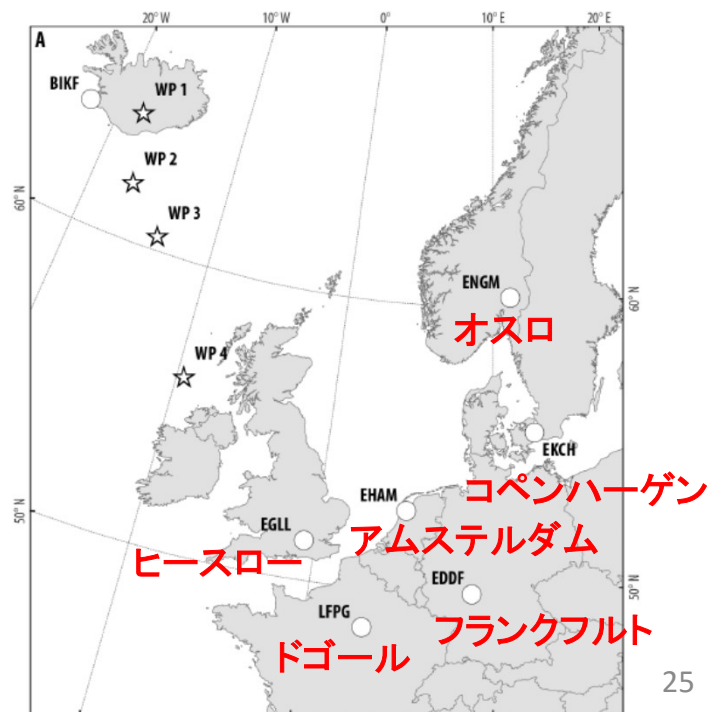 20° W
10° W
0°
10° E
20° E
A
BIKF
WP 1
WP 2
60° N
WP 3
ENGM
60° N
オスロ
WP 4
EKCH
コペンハーゲン
50° N
EHAM
EGLL
アムステルダム
ヒースロー
EDDF
50° N
LFPG
フランクフルト
ドゴール
25